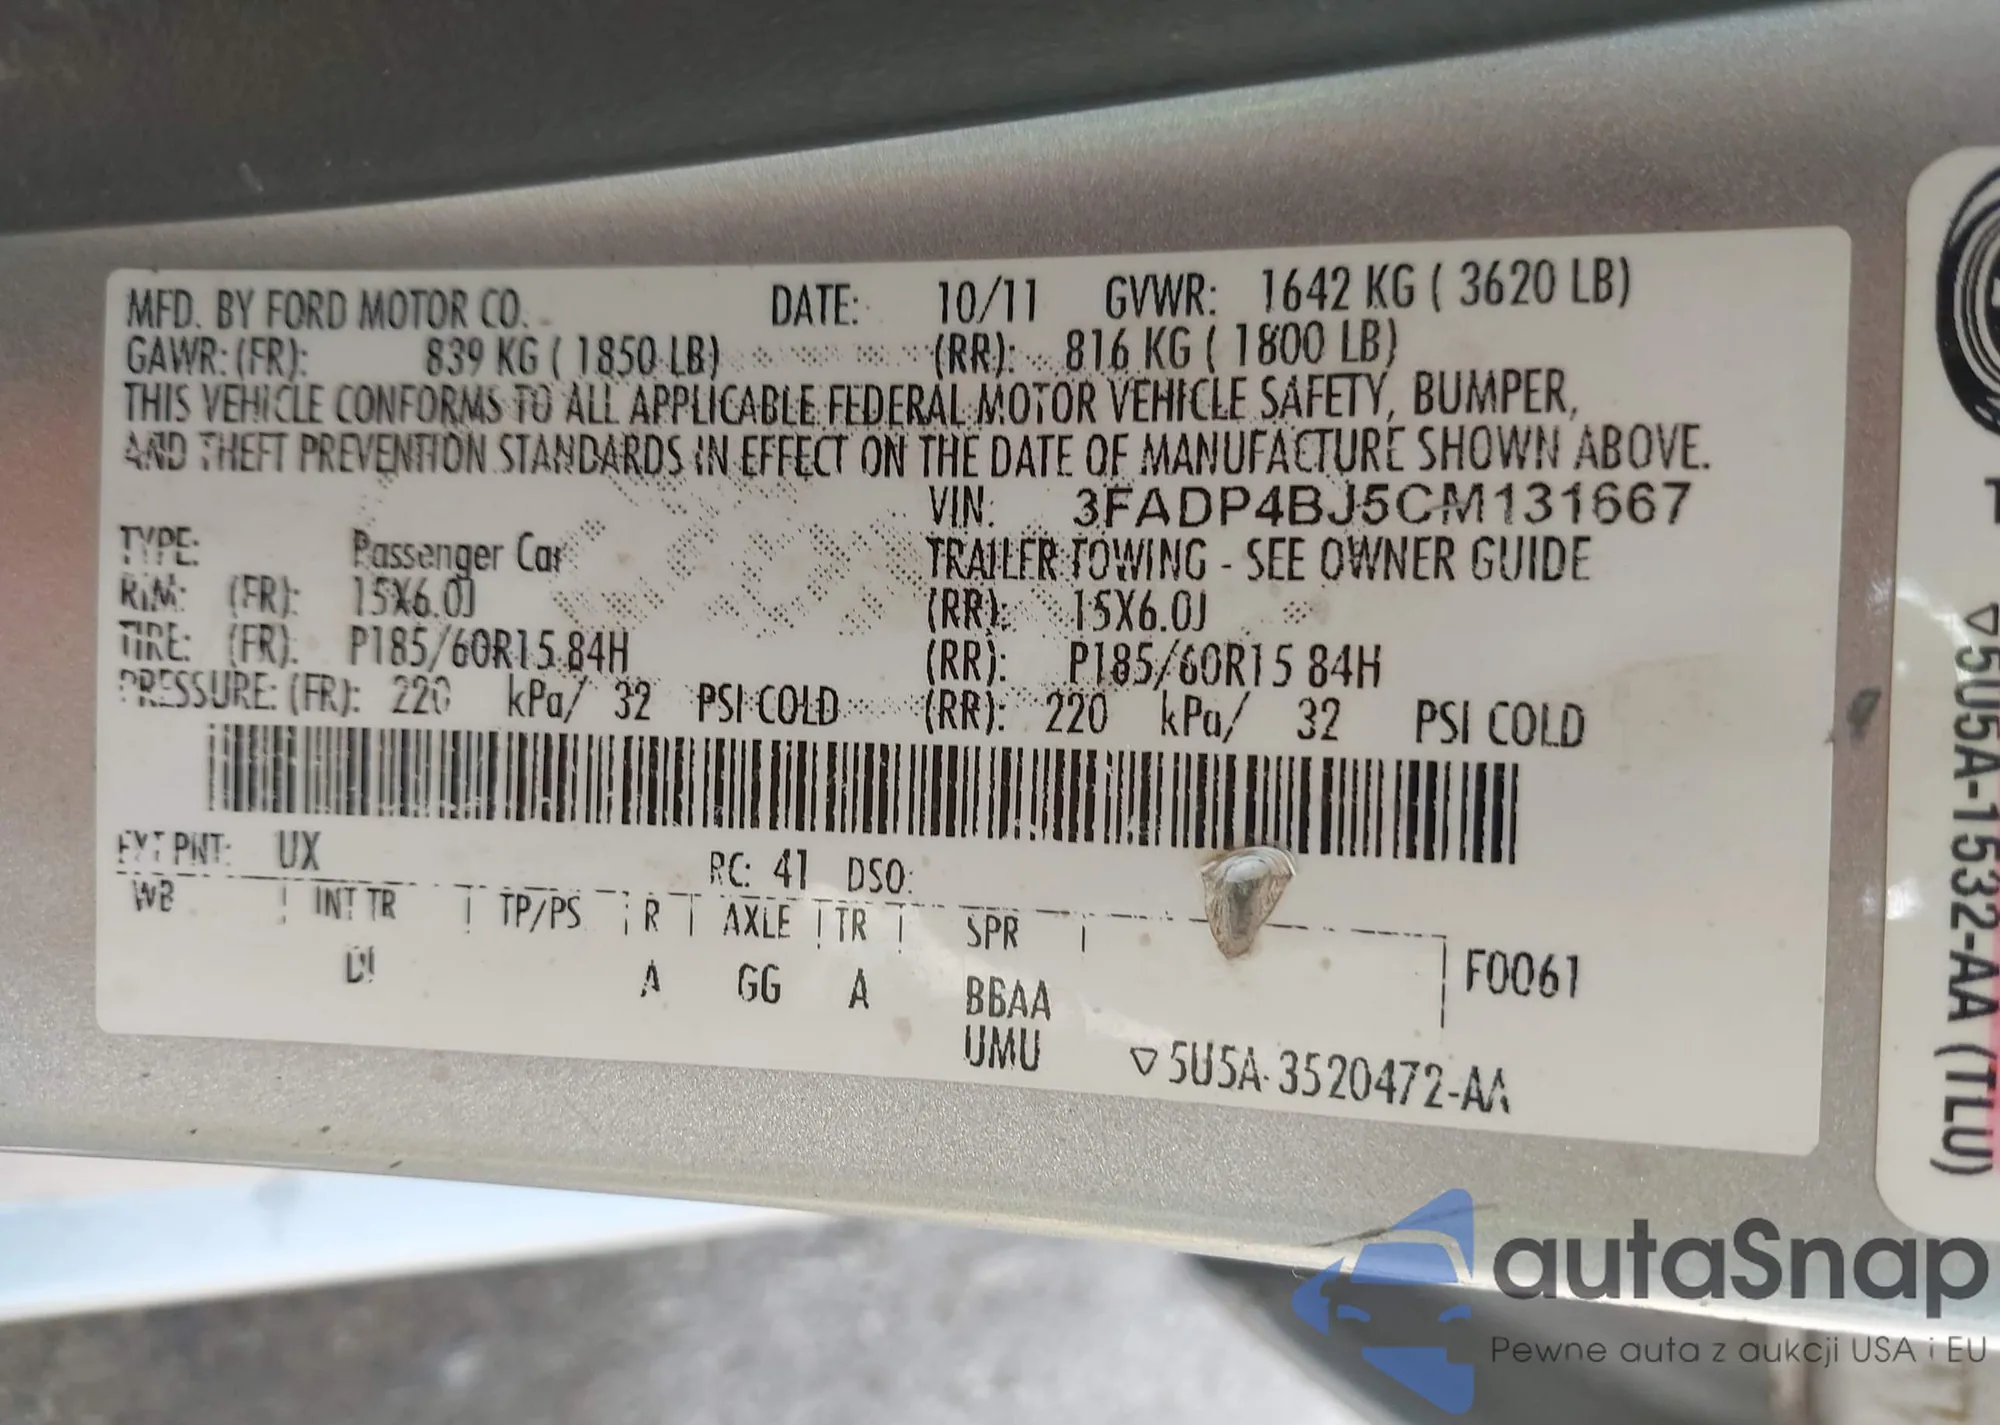 MFD. BY FORD MOTOR CO. DATE: 10/11 GVWR: 1642 KG ( 3620 LB)
GAWR: (FR): 839 KG ( 1850 LB) (RR): 816 KG ( 1800 LB)
THIS VEHICLE CONFORMS TO ALL APPLICABLE FEDERAL MOTOR VEHICLE SAFETY, BUMPER,
AND THEFT PREVENTION STANDARDS IN EFFECT ON THE DATE OF MANUFACTURE SHOWN ABOVE.
VIN: 3FADP4BJ5CM131667
TYPE: Passenger Car TRAILER TOWING - SEE OWNER GUIDE
RIM: (FR): 15X6.0J (RR): 15X6.0J
TIRE: (FR): P185/60R15 84H (RR): P185/60R15 84H
PRESSURE: (FR): 220 kPa/ 32 PSI COLD (RR): 220 kPa/ 32 PSI COLD
EXT PNT: UX RC: 41 DSO:
WB INT TR TP/PS R AXLE TR SPR
A GG A BBAA F0061
UMU ▽5U5A-3520472-AA
▽5U5A-1532-AA (TLU)
autaSnap
Pewne auta z aukcji USA i EU